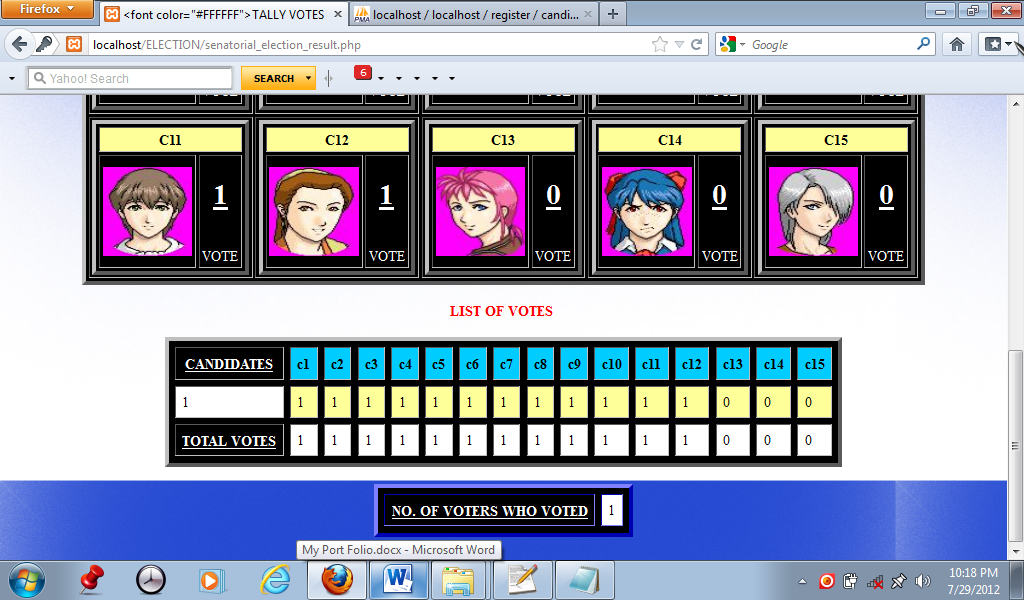 Firefox
<font color="#FFFFFF">TALLY VOTES
localhost / localhost / register / candi...
localhost/ELECTION/senatorial_election_result.php
Google
Yahoo! Search
SEARCH
6
C11 C12 C13 C14 C15
1 1 0 0 0
VOTE VOTE VOTE VOTE VOTE
LIST OF VOTES
CANDIDATES c1 c2 c3 c4 c5 c6 c7 c8 c9 c10 c11 c12 c13 c14 c15
1 1 1 1 1 1 1 1 1 1 1 1 1 0 0 0
TOTAL VOTES 1 1 1 1 1 1 1 1 1 1 1 1 0 0 0
NO. OF VOTERS WHO VOTED 1
My Port Folio.docx - Microsoft Word
10:18 PM
7/29/2012